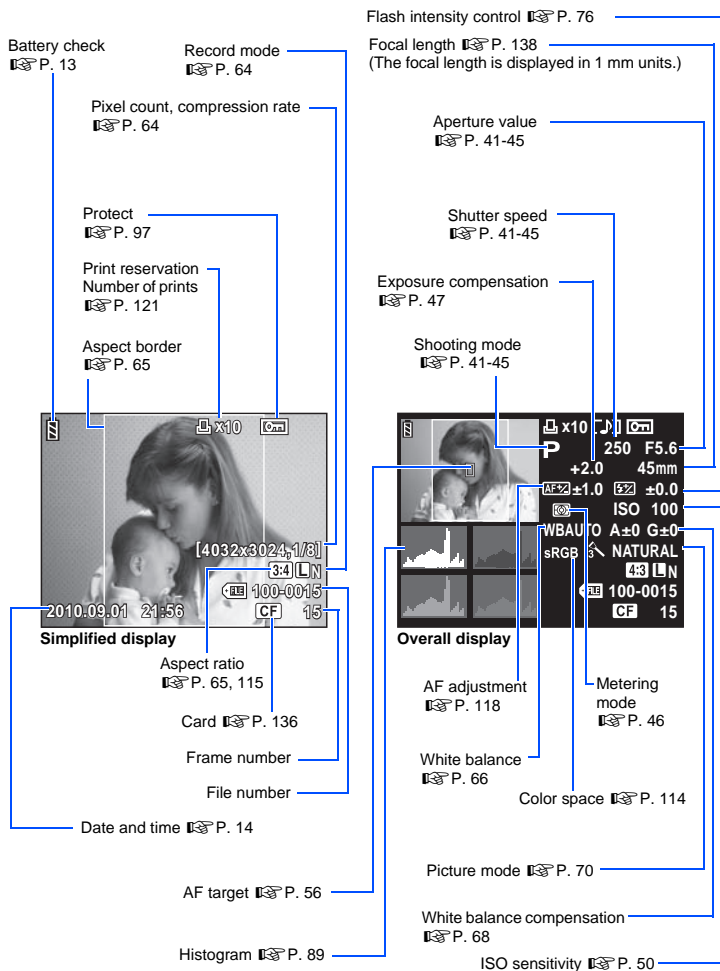 Flash intensity control ☞ P. 76
Battery check
☞ P. 13
Record mode
☞ P. 64
Focal length ☞ P. 138
(The focal length is displayed in 1 mm units.)
Pixel count, compression rate
☞ P. 64
Aperture value
☞ P. 41-45
Protect
☞ P. 97
Shutter speed
☞ P. 41-45
Print reservation
Number of prints
☞ P. 121
Exposure compensation
☞ P. 47
Aspect border
☞ P. 65
Shooting mode
☞ P. 41-45
x10
[4032x3024,1/8]
3:4 L N
FILE 100-0015
2010.09.01 21:56 CF 15
Simplified display
x10
P 250 F5.6
+2.0 45mm
AF ±1.0 ±0.0
ISO 100
WBAUTO A±0 G±0
sRGB 3 NATURAL
4:3 L N
FILE 100-0015
CF 15
Overall display
Aspect ratio
☞ P. 65, 115
Card ☞ P. 136
Frame number
File number
Date and time ☞ P. 14
AF adjustment
☞ P. 118
Metering
mode
☞ P. 46
White balance
☞ P. 66
Color space ☞ P. 114
Picture mode ☞ P. 70
AF target ☞ P. 56
White balance compensation
☞ P. 68
Histogram ☞ P. 89
ISO sensitivity ☞ P. 50